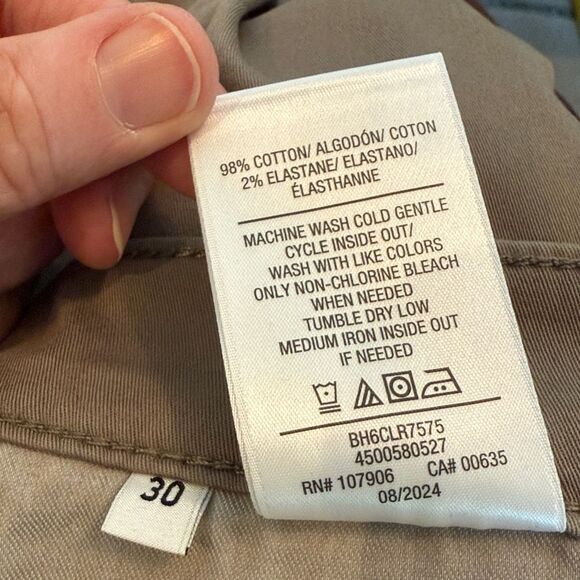 98% COTTON/ ALGODÓN/ COTON
2% ELASTANE/ ELASTANO/
ÉLASTHANNE
MACHINE WASH COLD GENTLE
CYCLE INSIDE OUT/
WASH WITH LIKE COLORS
ONLY NON-CHLORINE BLEACH
WHEN NEEDED
TUMBLE DRY LOW
MEDIUM IRON INSIDE OUT
IF NEEDED
BH6CLR7575
4500580527
RN# 107906 CA# 00635
08/2024
30